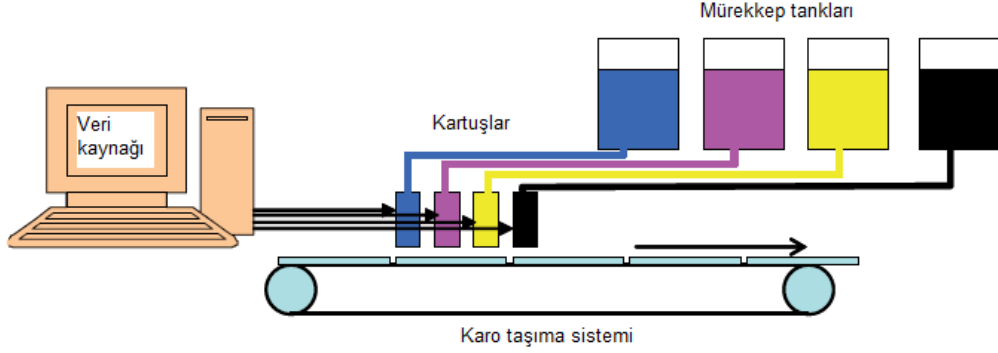 Mürekkep tankları
Veri
kaynağı
Kartuşlar
Karo taşıma sistemi